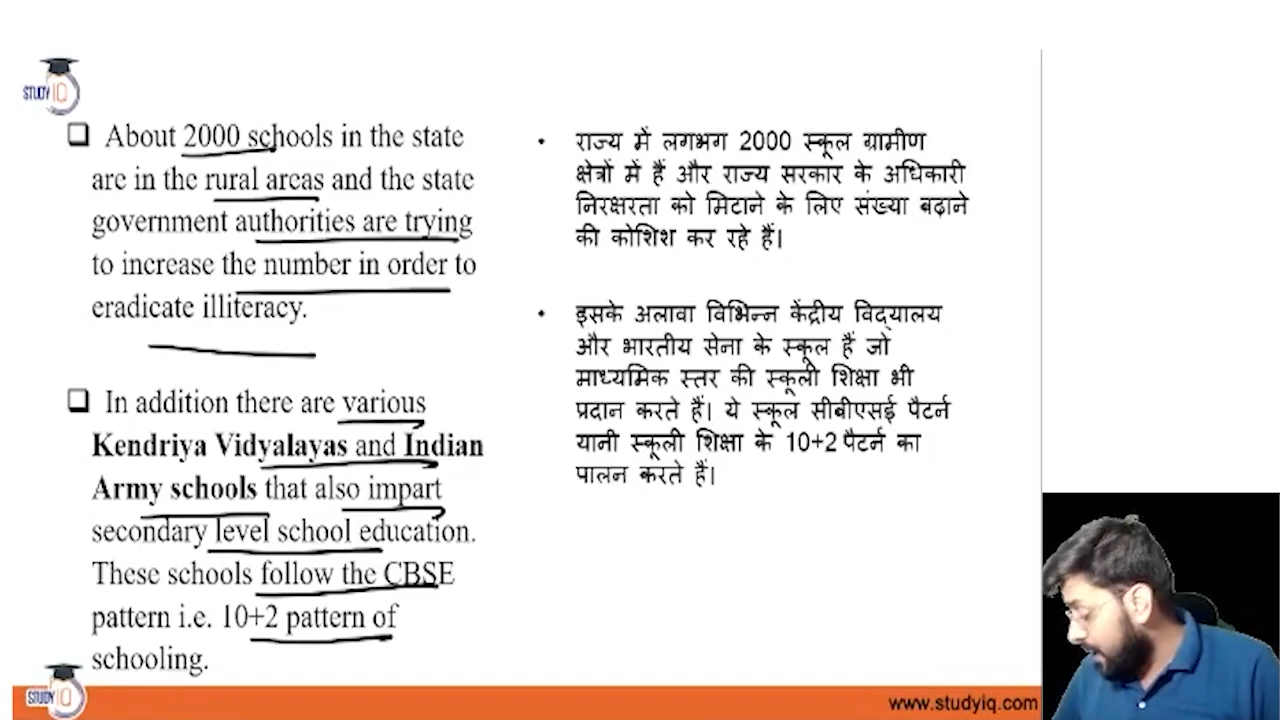 STUDY IQ
❑ About 2000 schools in the state
are in the rural areas and the state
government authorities are trying
to increase the number in order to
eradicate illiteracy.
❑ In addition there are various
Kendriya Vidyalayas and Indian
Army schools that also impart
secondary level school education.
These schools follow the CBSE
pattern i.e. 10+2 pattern of
schooling.
• राज्य में लगभग 2000 स्कूल ग्रामीण
क्षेत्रों में हैं और राज्य सरकार के अधिकारी
निरक्षरता को मिटाने के लिए संख्या बढ़ाने
की कोशिश कर रहे हैं।
• इसके अलावा विभिन्न केंद्रीय विद्यालय
और भारतीय सेना के स्कूल हैं जो
माध्यमिक स्तर की स्कूली शिक्षा भी
प्रदान करते हैं। ये स्कूल सीबीएसई पैटर्न
यानी स्कूली शिक्षा के 10+2 पैटर्न का
पालन करते हैं।
STUDY IQ
www.studyiq.com